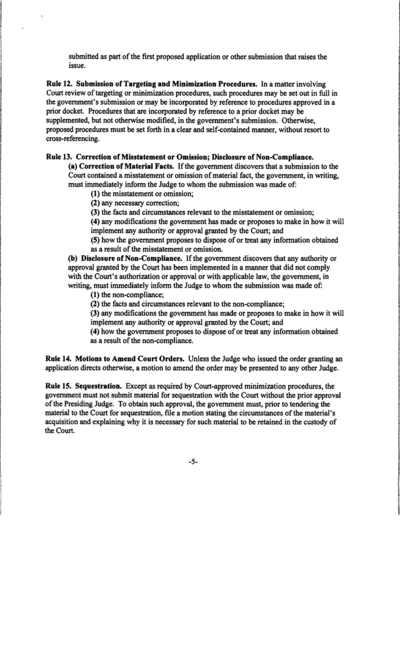 submitted as part of the first proposed application or other submission that raises the
issue.
Rule 12. Submission of Targeting and Minimization Procedures. In a matter involving
Court review of targeting or minimization procedures, such procedures may be set out in full in
the government's submission or may be incorporated by reference to procedures approved in a
prior docket. Procedures that are incorporated by reference to a prior docket may be
supplemented, but not otherwise modified, in the government's submission. Otherwise,
proposed procedures must be set forth in a clear and self-contained manner, without resort to
cross-referencing.
Rule 13. Correction of Misstatement or Omission; Disclosure of Non-Compliance.
(a) Correction of Material Facts. If the government discovers that a submission to the
Court contained a misstatement or omission of material fact, the government, in writing,
must immediately inform the Judge to whom the submission was made of:
(1) the misstatement or omission;
(2) any necessary correction;
(3) the facts and circumstances relevant to the misstatement or omission;
(4) any modifications the government has made or proposes to make in how it will
implement any authority or approval granted by the Court; and
(5) how the government proposes to dispose of or treat any information obtained
as a result of the misstatement or omission.
(b) Disclosure of Non-Compliance. If the government discovers that any authority or
approval granted by the Court has been implemented in a manner that did not comply
with the Court's authorization or approval or with applicable law, the government, in
writing, must immediately inform the Judge to whom the submission was made of:
(1) the non-compliance;
(2) the facts and circumstances relevant to the non-compliance;
(3) any modifications the government has made or proposes to make in how it will
implement any authority or approval granted by the Court; and
(4) how the government proposes to dispose of or treat any information obtained
as a result of the non-compliance.
Rule 14. Motions to Amend Court Orders. Unless the Judge who issued the order granting an
application directs otherwise, a motion to amend the order may be presented to any other Judge.
Rule 15. Sequestration. Except as required by Court-approved minimization procedures, the
government must not submit material for sequestration with the Court without the prior approval
of the Presiding Judge. To obtain such approval, the government must, prior to tendering the
material to the Court for sequestration, file a motion stating the circumstances of the material's
acquisition and explaining why it is necessary for such material to be retained in the custody of
the Court.
-5-